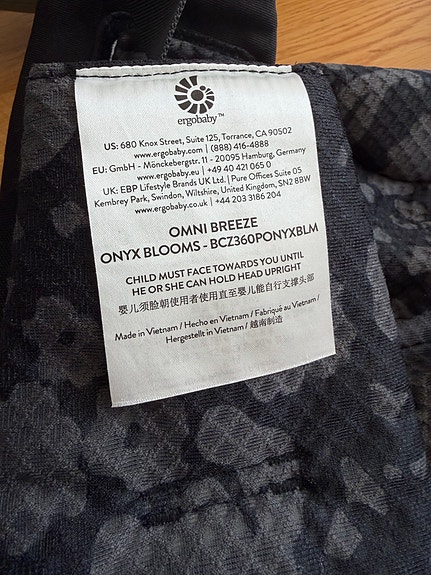 ergobaby™
US: 680 Knox Street, Suite 125, Torrance, CA 90502
www.ergobaby.com | (888) 416-4888
EU: GmbH - Mönckebergstr. 11 - 20095 Hamburg, Germany
www.ergobaby.eu | +49 40 421 065 0
UK: EBP Lifestyle Brands UK Ltd. | Pure Offices Suite 05
Kembrey Park, Swindon, Wiltshire, United Kingdom, SN2 8BW
www.ergobaby.co.uk | +44 203 3186 204
OMNI BREEZE
ONYX BLOOMS - BCZ360PONYXBLM
CHILD MUST FACE TOWARDS YOU UNTIL
HE OR SHE CAN HOLD HEAD UPRIGHT
婴儿须脸朝使用者使用直至婴儿能自行支撑头部
Made in Vietnam / Hecho en Vietnam / Fabriqué au Vietnam /
Hergestellt in Vietnam / 越南制造